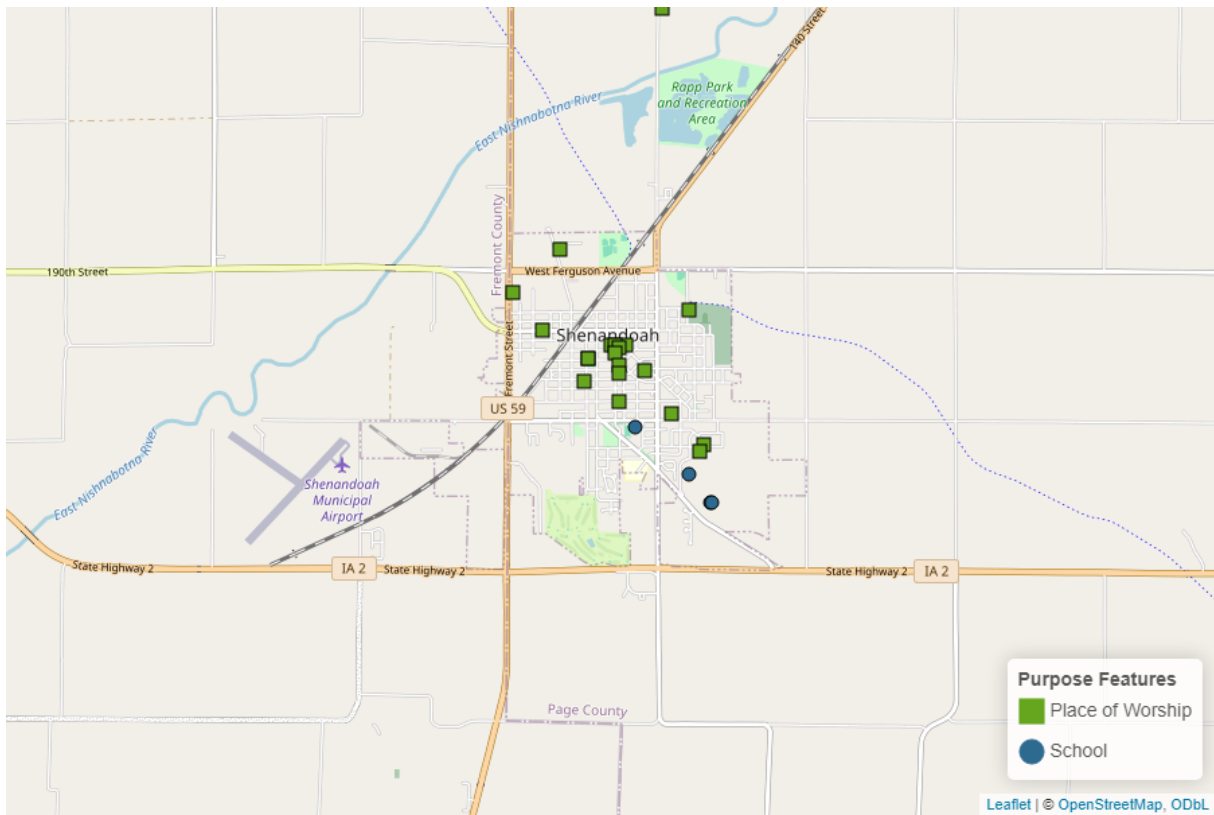 140 Street
Rapp Park
and Recreation
Area
East Nishnabotna River
Fremont County
190th Street
West Ferguson Avenue
Shenandoah
Fremont Street
US 59
East Nishnabotna River
Shenandoah
Municipal
Airport
State Highway 2
IA 2
State Highway 2
State Highway 2
IA 2
Page County
Purpose Features
Place of Worship
School
Leaflet | © OpenStreetMap, ODbL